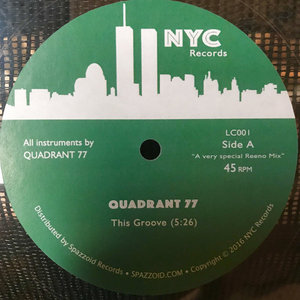 NYC
Records
All instruments by
QUADRANT 77
LC001
Side A
"A very special Reeno Mix"
45 RPM
QUADRANT 77
This Groove (5:26)
Distributed by Spazzoid Records • SPAZZOID.COM • Copyright © 2016 NYC Records